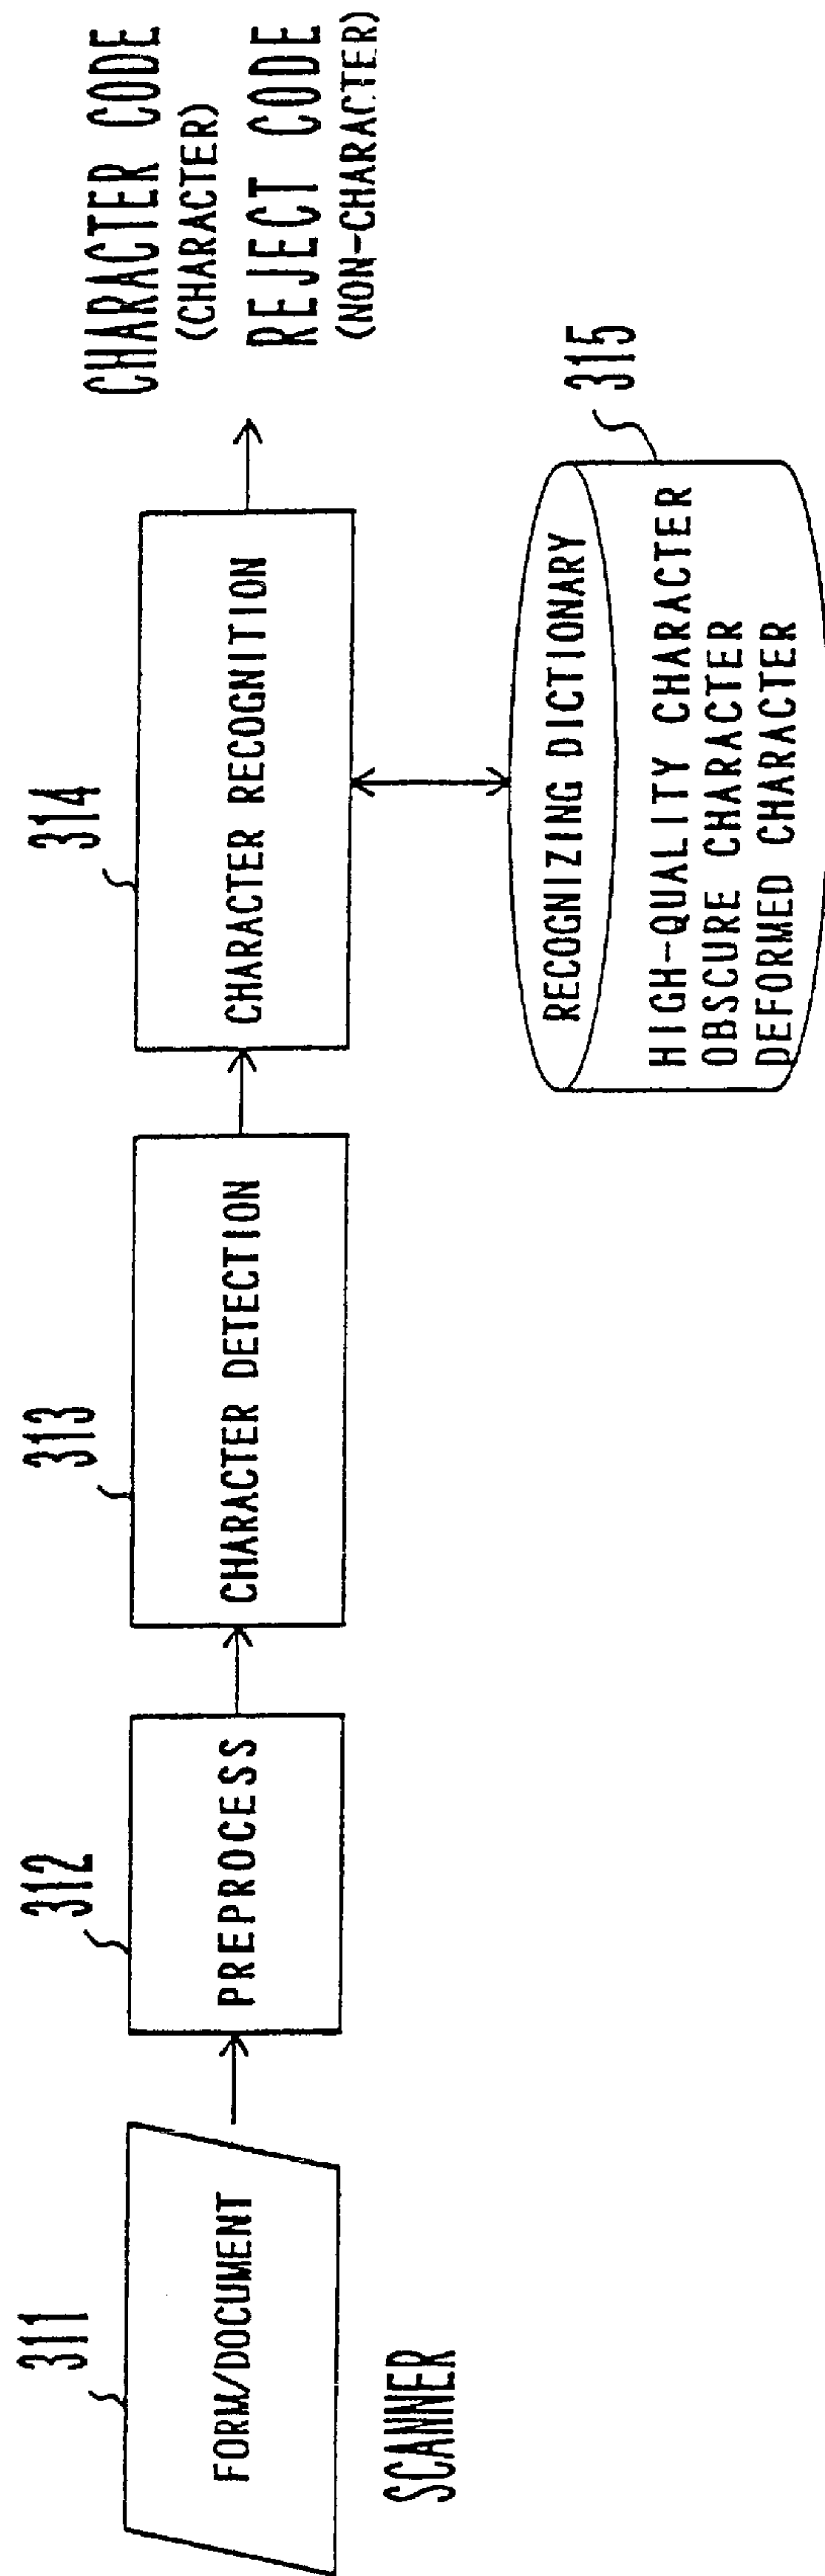 311
FORM/DOCUMENT
SCANNER
312
PREPROCESS
313
CHARACTER DETECTION
314
CHARACTER RECOGNITION
CHARACTER CODE
(CHARACTER)
REJECT CODE
(NON-CHARACTER)
315
RECOGNIZING DICTIONARY
HIGH-QUALITY CHARACTER
OBSCURE CHARACTER
DEFORMED CHARACTER